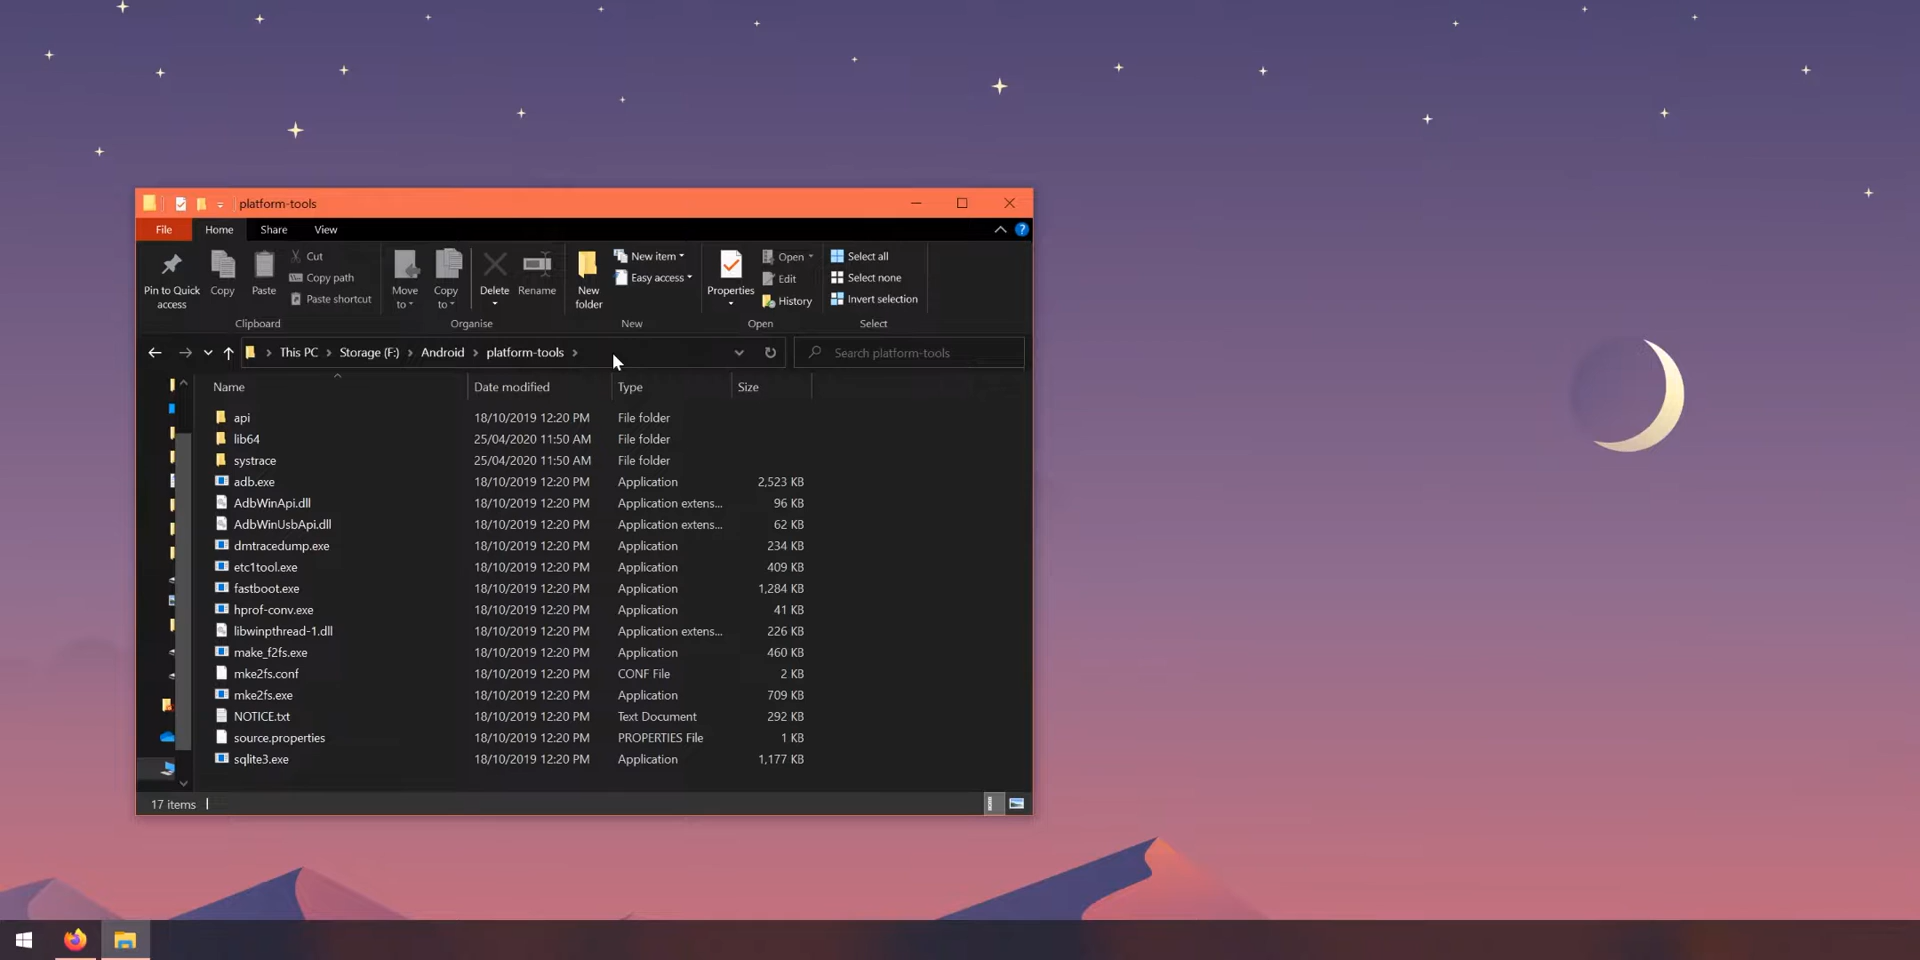 platform-tools
File Home Share View
Pin to Quick access
Copy
Paste
Cut
Copy path
Paste shortcut
Clipboard
Move to
Copy to
Delete
Rename
Organise
New folder
New item
Easy access
New
Properties
Open
Edit
History
Open
Select all
Select none
Invert selection
Select
This PC Storage (F:) Android platform-tools
Search platform-tools
Name Date modified Type Size
api 18/10/2019 12:20 PM File folder
lib64 25/04/2020 11:50 AM File folder
systrace 25/04/2020 11:50 AM File folder
adb.exe 18/10/2019 12:20 PM Application 2,523 KB
AdbWinApi.dll 18/10/2019 12:20 PM Application extens... 96 KB
AdbWinUsbApi.dll 18/10/2019 12:20 PM Application extens... 62 KB
dmtracedump.exe 18/10/2019 12:20 PM Application 234 KB
etc1tool.exe 18/10/2019 12:20 PM Application 409 KB
fastboot.exe 18/10/2019 12:20 PM Application 1,284 KB
hprof-conv.exe 18/10/2019 12:20 PM Application 41 KB
libwinpthread-1.dll 18/10/2019 12:20 PM Application extens... 226 KB
make_f2fs.exe 18/10/2019 12:20 PM Application 460 KB
mke2fs.conf 18/10/2019 12:20 PM CONF File 2 KB
mke2fs.exe 18/10/2019 12:20 PM Application 709 KB
NOTICE.txt 18/10/2019 12:20 PM Text Document 292 KB
source.properties 18/10/2019 12:20 PM PROPERTIES File 1 KB
sqlite3.exe 18/10/2019 12:20 PM Application 1,177 KB
17 items